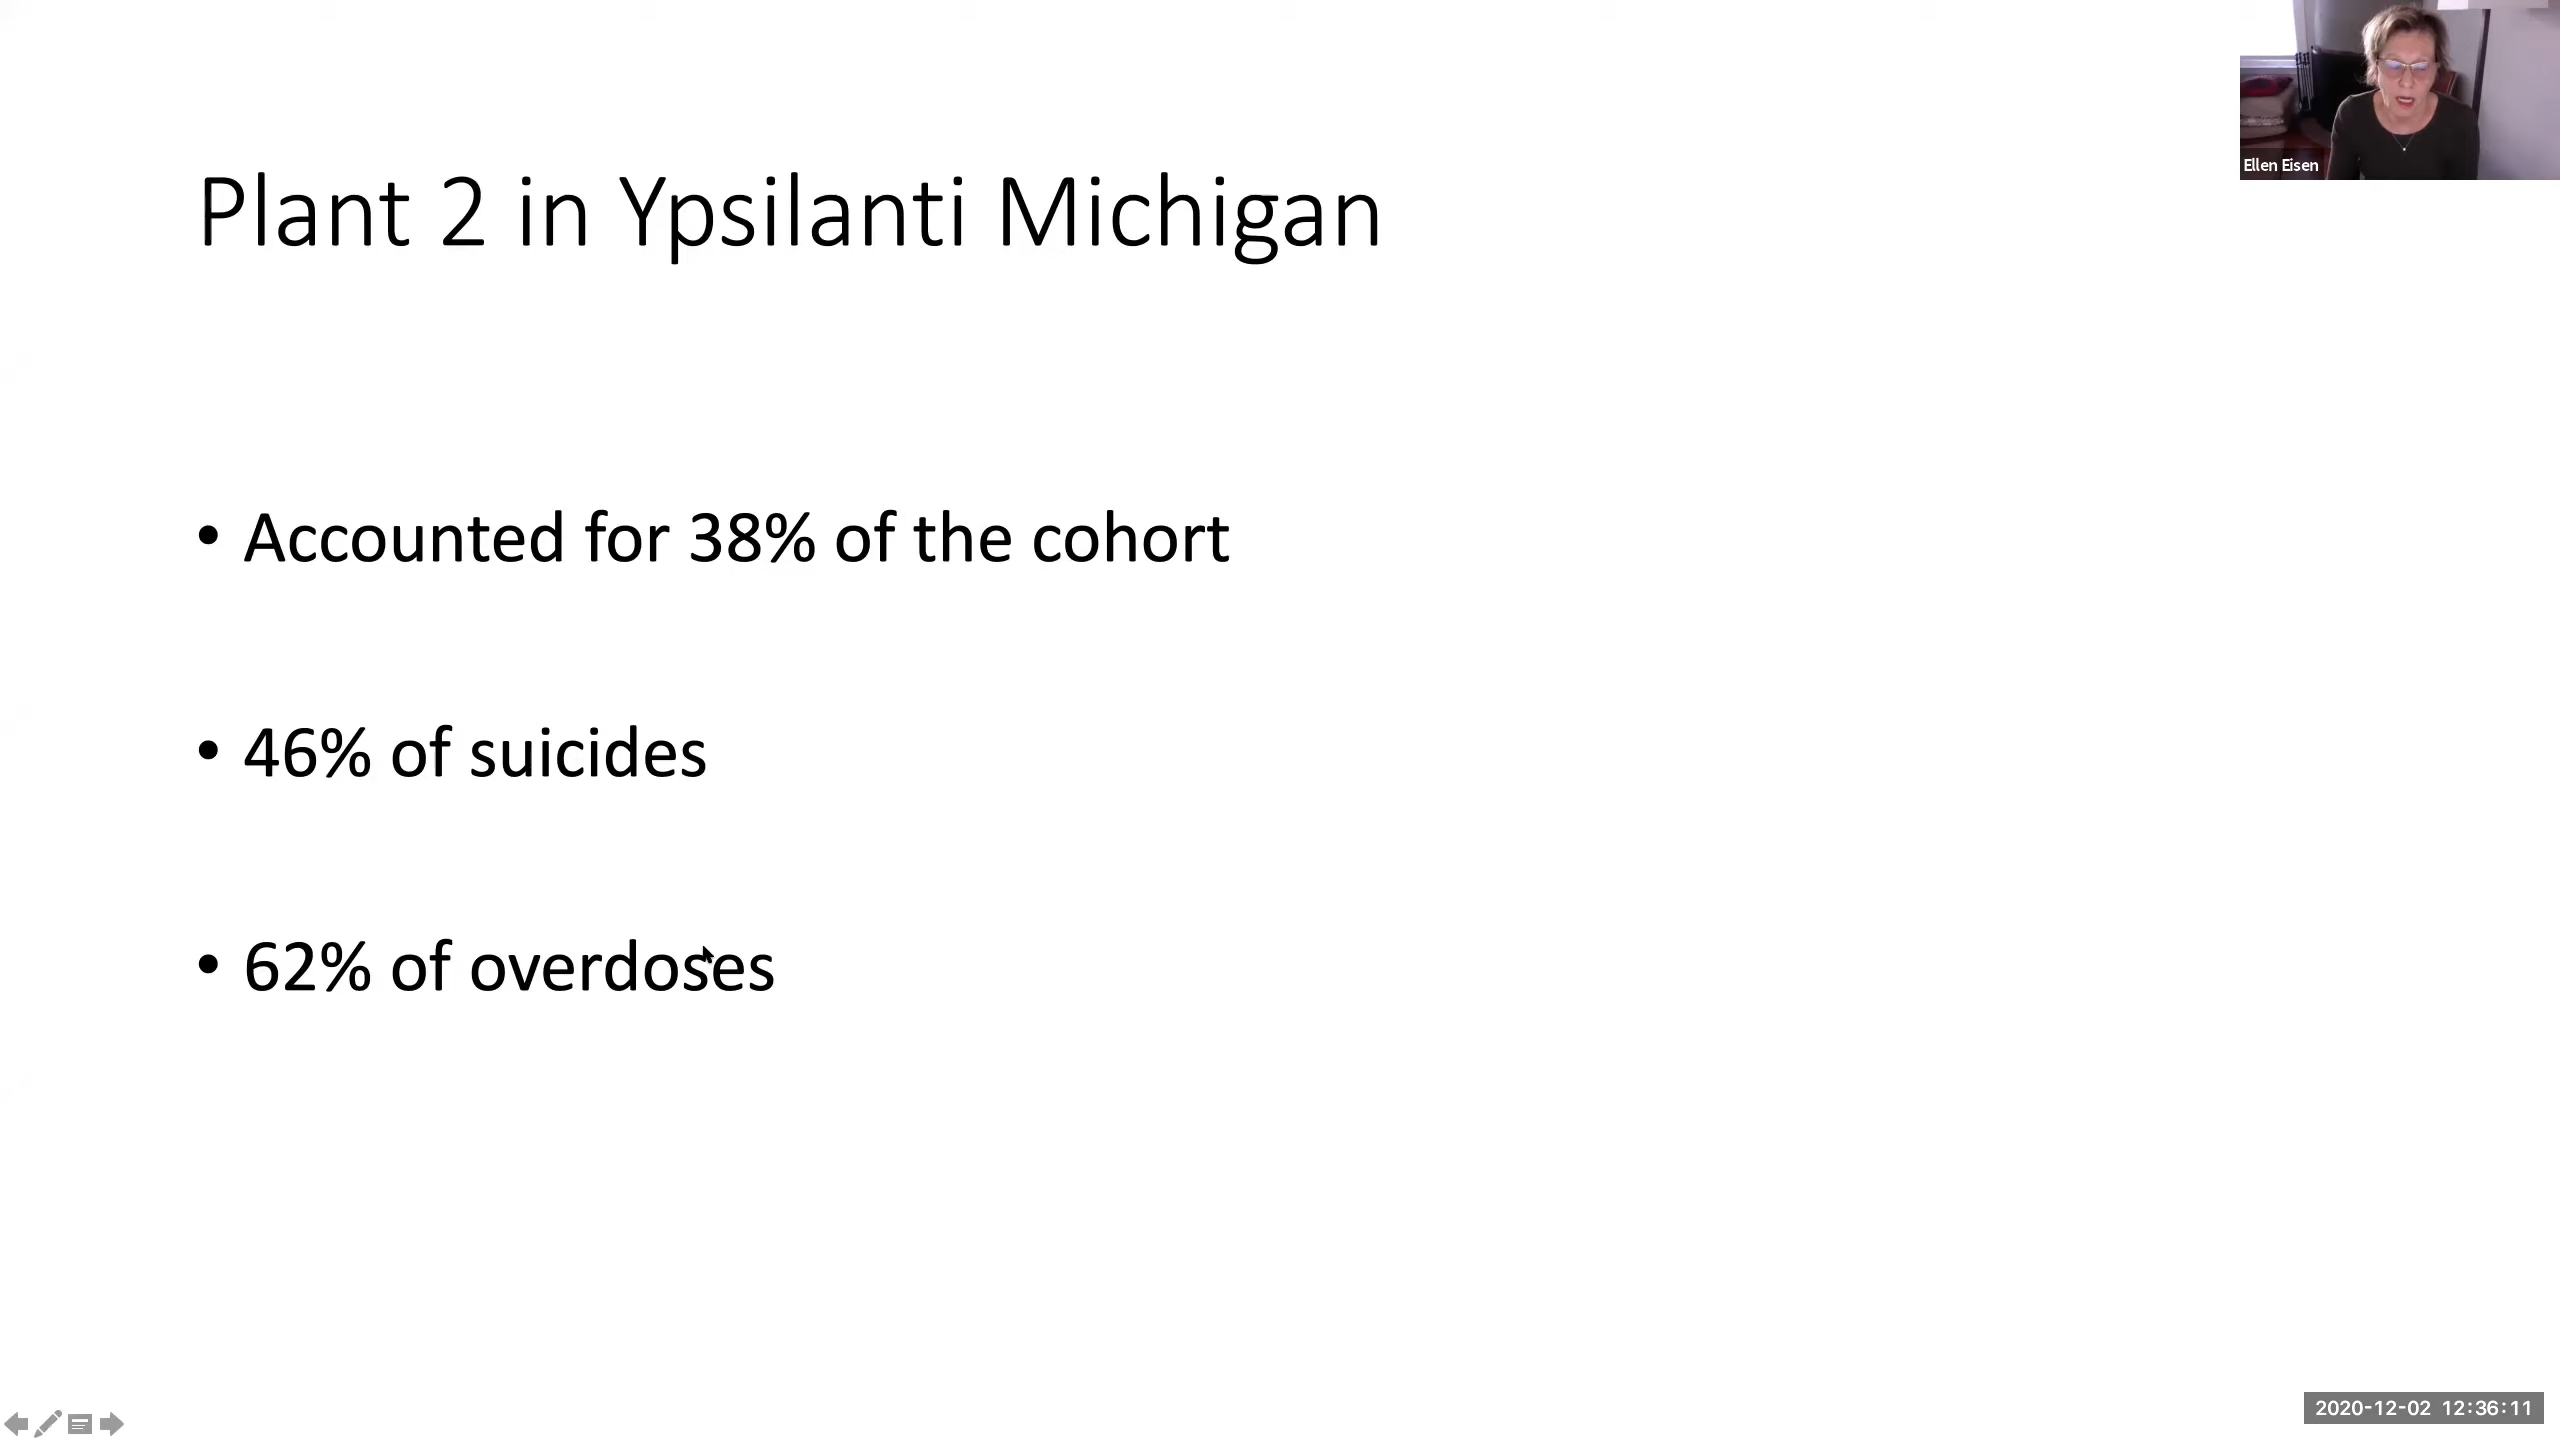 Ellen Eisen
Plant 2 in Ypsilanti Michigan
• Accounted for 38% of the cohort
• 46% of suicides
• 62% of overdoses
2020-12-02 12:36:11